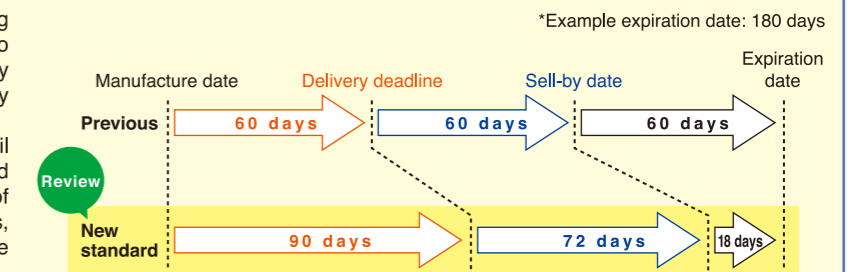 *Example expiration date: 180 days
Manufacture date
Delivery deadline
Sell-by date
Expiration
date
Previous
60 days
60 days
60 days
Review
New
standard
90 days
72 days
18 days